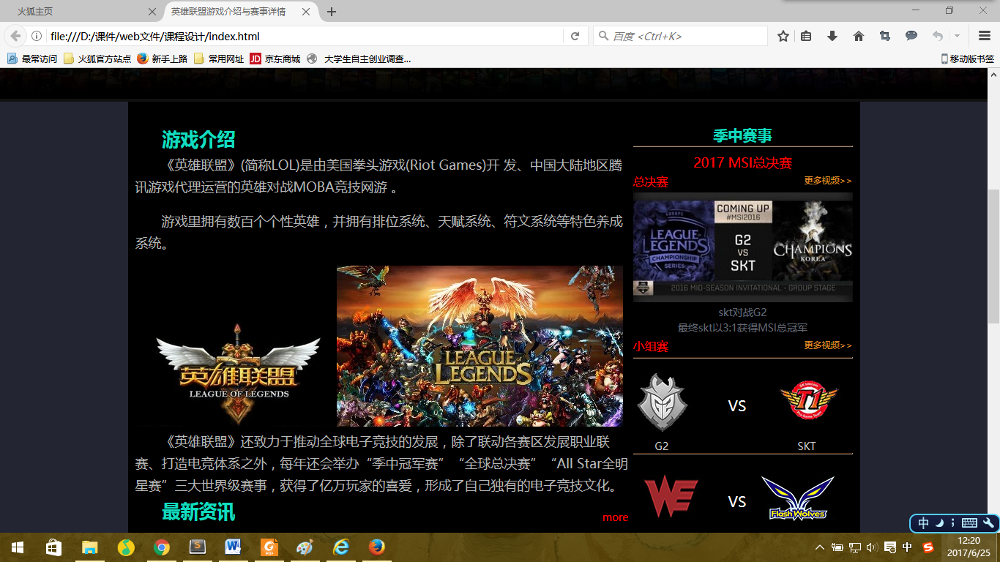 火狐主页
英雄联盟游戏介绍与赛事详情
file:///D:/课件/web文件/课程设计/index.html
百度 <Ctrl+K>
最常访问
火狐官方站点
新手上路
常用网址
JD 京东商城
大学生自主创业调查...
移动版书签
游戏介绍
《英雄联盟》(简称LOL)是由美国拳头游戏(Riot Games)开 发、中国大陆地区腾
讯游戏代理运营的英雄对战MOBA竞技网游 。
游戏里拥有数百个个性英雄，并拥有排位系统、天赋系统、符文系统等特色养成
系统。
英雄联盟
LEAGUE OF LEGENDS
LEAGUE OF
LEGENDS
《英雄联盟》还致力于推动全球电子竞技的发展，除了联动各赛区发展职业联
赛、打造电竞体系之外，每年还会举办“季中冠军赛”“全球总决赛”“All Star全明
星赛”三大世界级赛事，获得了亿万玩家的喜爱，形成了自己独有的电子竞技文化。
最新资讯
more
季中赛事
2017 MSI总决赛
总决赛
更多视频>>
EUROPE
LEAGUE OF
LEGENDS
CHAMPIONSHIP
SERIES
COMING UP
#MSI2016
G2
VS
SKT
CHAMPIONS
KOREA
2016 MID-SEASON INVITATIONAL - GROUP STAGE
skt对战G2
最终skt以3:1获得MSI总冠军
小组赛
更多视频>>
VS
SK telecom
T1
Pro Game Team
G2
SKT
WE
VS
Flash Wolves
中
PDF
中
12:20
2017/6/25